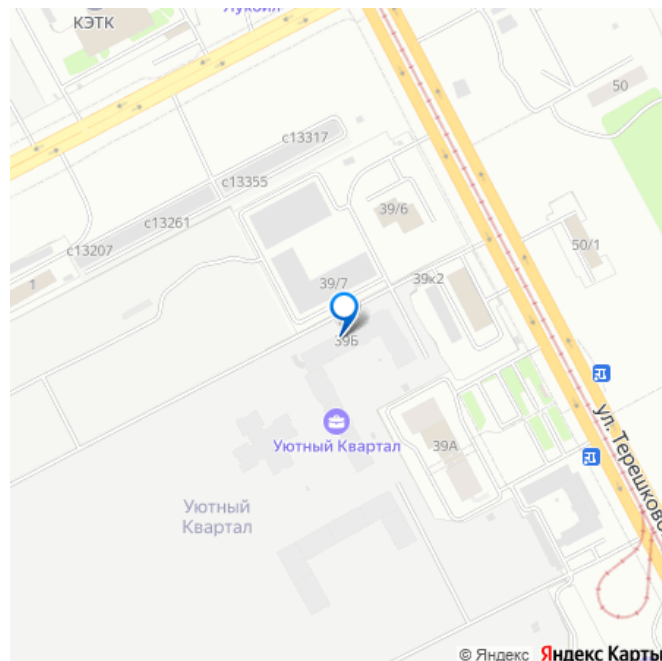 Лукойл
КЭТК
50
с13317
с13355
39/6
с13261
50/1
с13207
39/7
39к2
1
39Б
39А
Уютный Квартал
Уютный
Квартал
ул. Терешково
© Яндекс Яндекс Карты